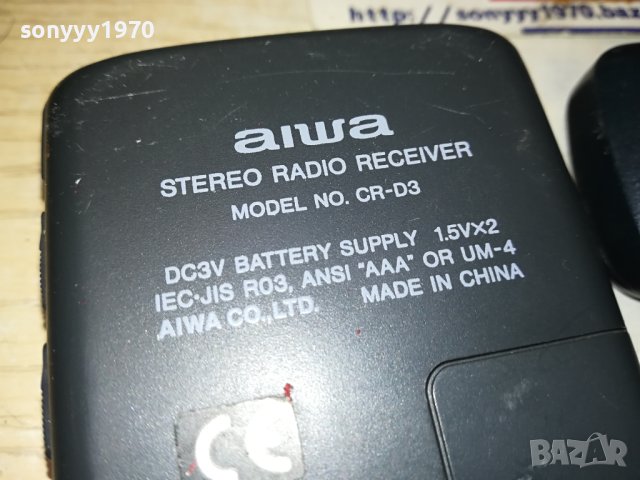 sonyyy1970
sonyyy1970.baz
aiwa
STEREO RADIO RECEIVER
MODEL NO. CR-D3
DC3V BATTERY SUPPLY 1.5V×2
IEC·JIS R03, ANSI "AAA" OR UM-4
AIWA CO.,LTD. MADE IN CHINA
CE
BAZAR